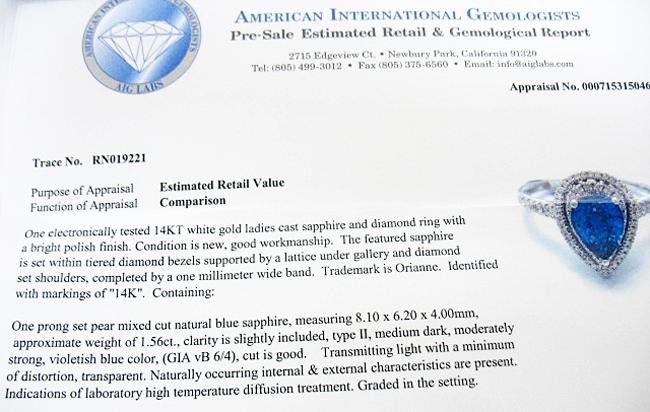 AMERICAN INTERNATIONAL GEMOLOGISTS
AIG LABS
AMERICAN INTERNATIONAL GEMOLOGISTS
Pre-Sale Estimated Retail & Gemological Report
2715 Edgeview Ct. • Newbury Park, California 91320
Tel: (805) 499-3012 • Fax (805) 375-6560 • Email: info@aiglabs.com
Appraisal No. 000715315046
Trace No. RN019221
Purpose of Appraisal Estimated Retail Value
Function of Appraisal Comparison
One electronically tested 14KT white gold ladies cast sapphire and diamond ring with
a bright polish finish. Condition is new, good workmanship. The featured sapphire
is set within tiered diamond bezels supported by a lattice under gallery and diamond
set shoulders, completed by a one millimeter wide band. Trademark is Orianne. Identified
with markings of "14K". Containing:
One prong set pear mixed cut natural blue sapphire, measuring 8.10 x 6.20 x 4.00mm,
approximate weight of 1.56ct., clarity is slightly included, type II, medium dark, moderately
strong, violetish blue color, (GIA vB 6/4), cut is good. Transmitting light with a minimum
of distortion, transparent. Naturally occurring internal & external characteristics are present.
Indications of laboratory high temperature diffusion treatment. Graded in the setting.